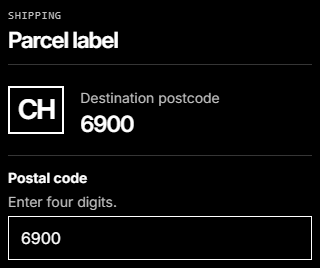 SHIPPING
Parcel label
CH
Destination postcode
6900
Postal code
Enter four digits.
6900